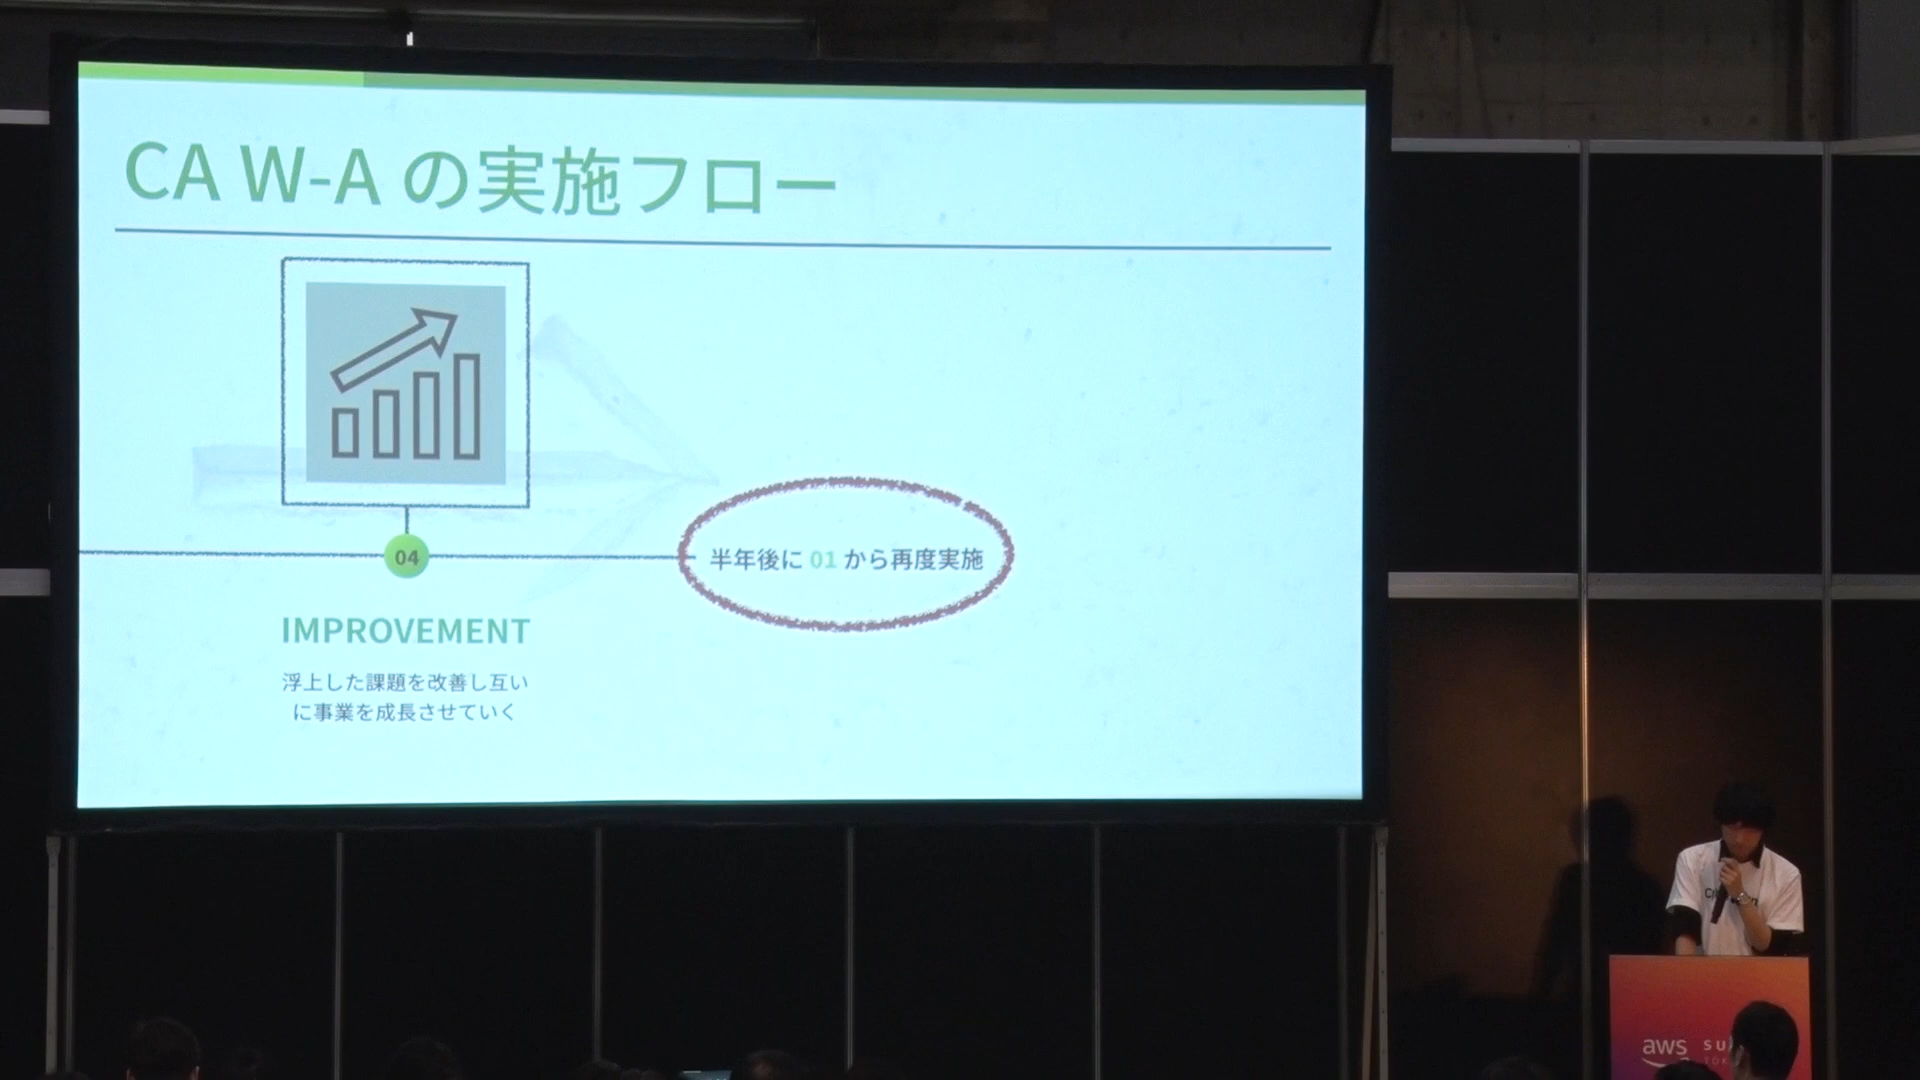 CA W-A の実施フロー
04
半年後に 01 から再度実施
IMPROVEMENT
浮上した課題を改善し互い
に事業を成長させていく
aws